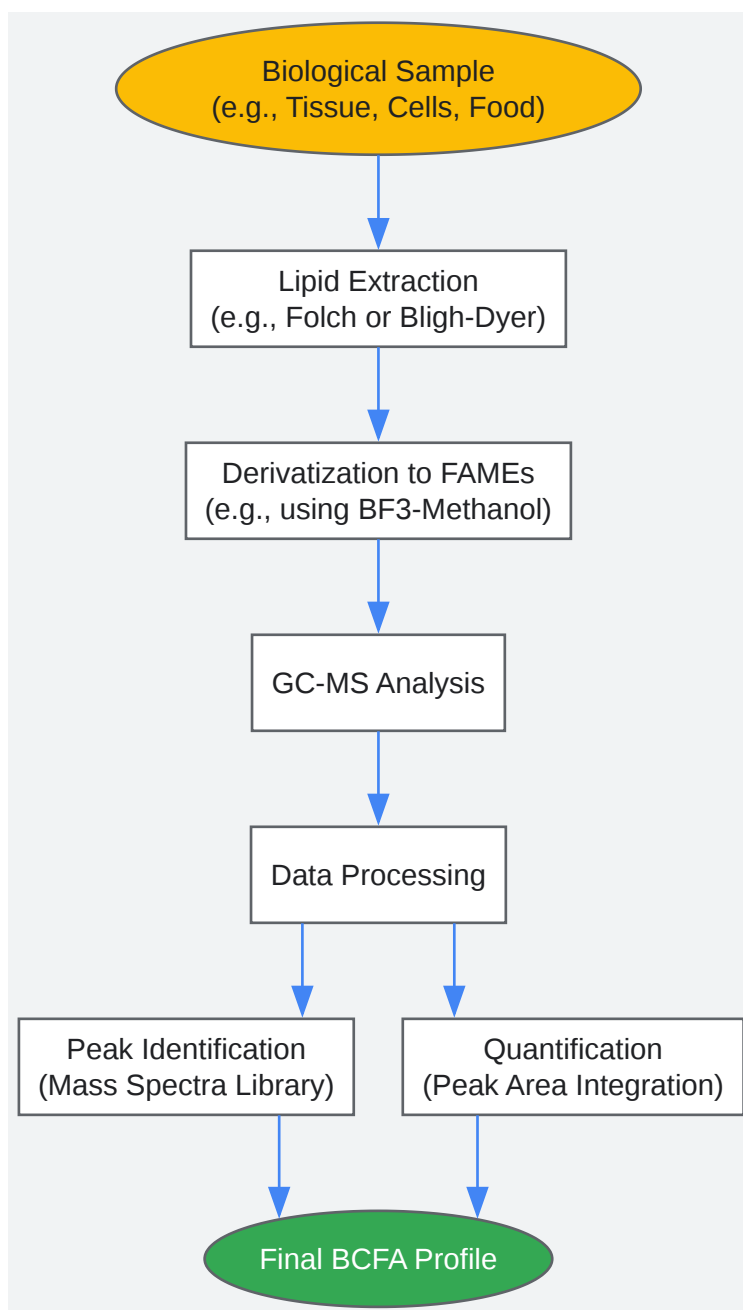 Biological Sample
(e.g., Tissue, Cells, Food)
Lipid Extraction
(e.g., Folch or Bligh-Dyer)
Derivatization to FAMEs
(e.g., using BF3-Methanol)
GC-MS Analysis
Data Processing
Peak Identification
(Mass Spectra Library)
Quantification
(Peak Area Integration)
Final BCFA Profile